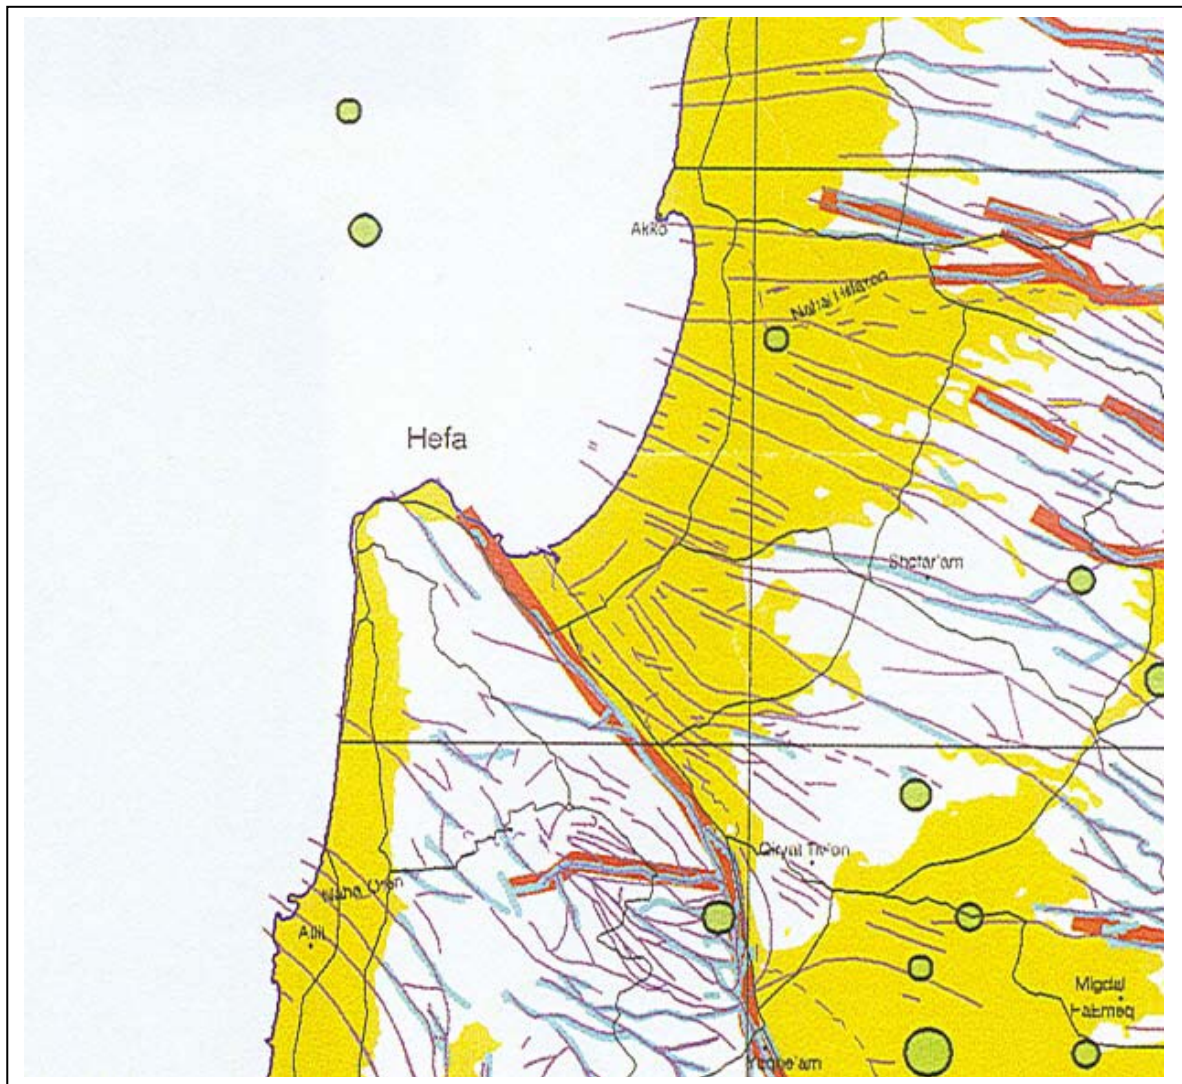 Akko
Hefa
Shefar'am
Qiryat Tiv'on
Atlit
Migdal
HaEmeq